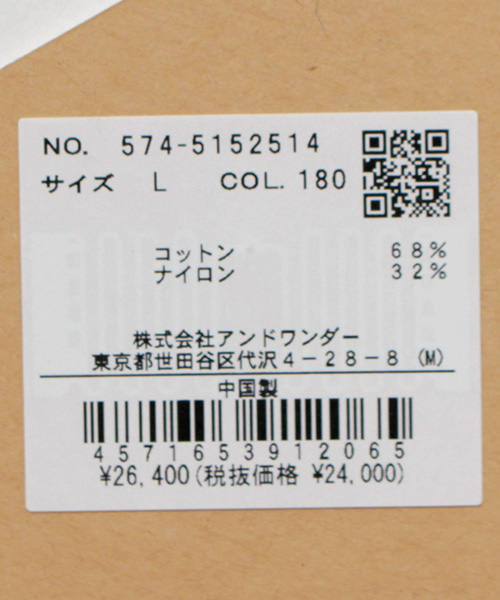 NO. 574-5152514
サイズ L COL. 180
コットン 68%
ナイロン 32%
株式会社アンドワンダー
東京都世田谷区代沢4-28-8 (M)
中国製
4571653912065
¥26,400(税抜価格 ¥24,000)